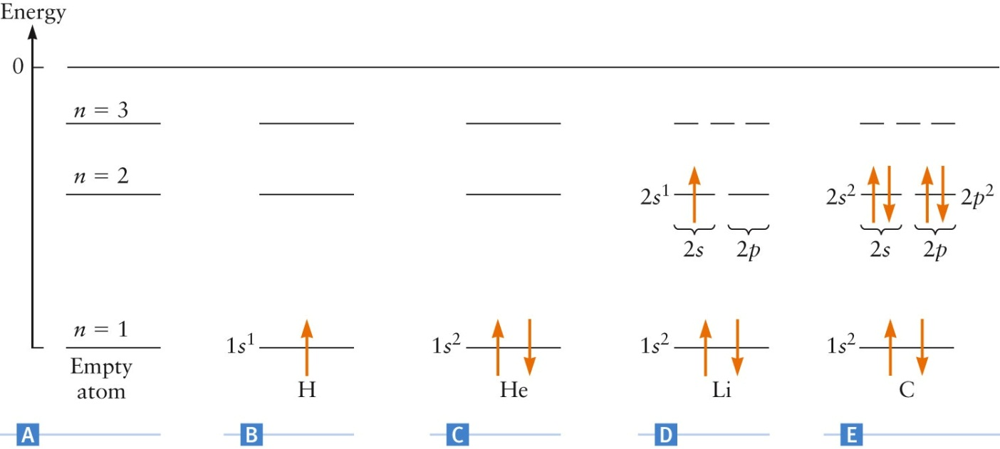 Energy
0
n = 3
n = 2
2s¹
2s²
2p²
2s
2p
2s
2p
n = 1
1s¹
1s²
1s²
1s²
Empty
atom
H
He
Li
C
A
B
C
D
E